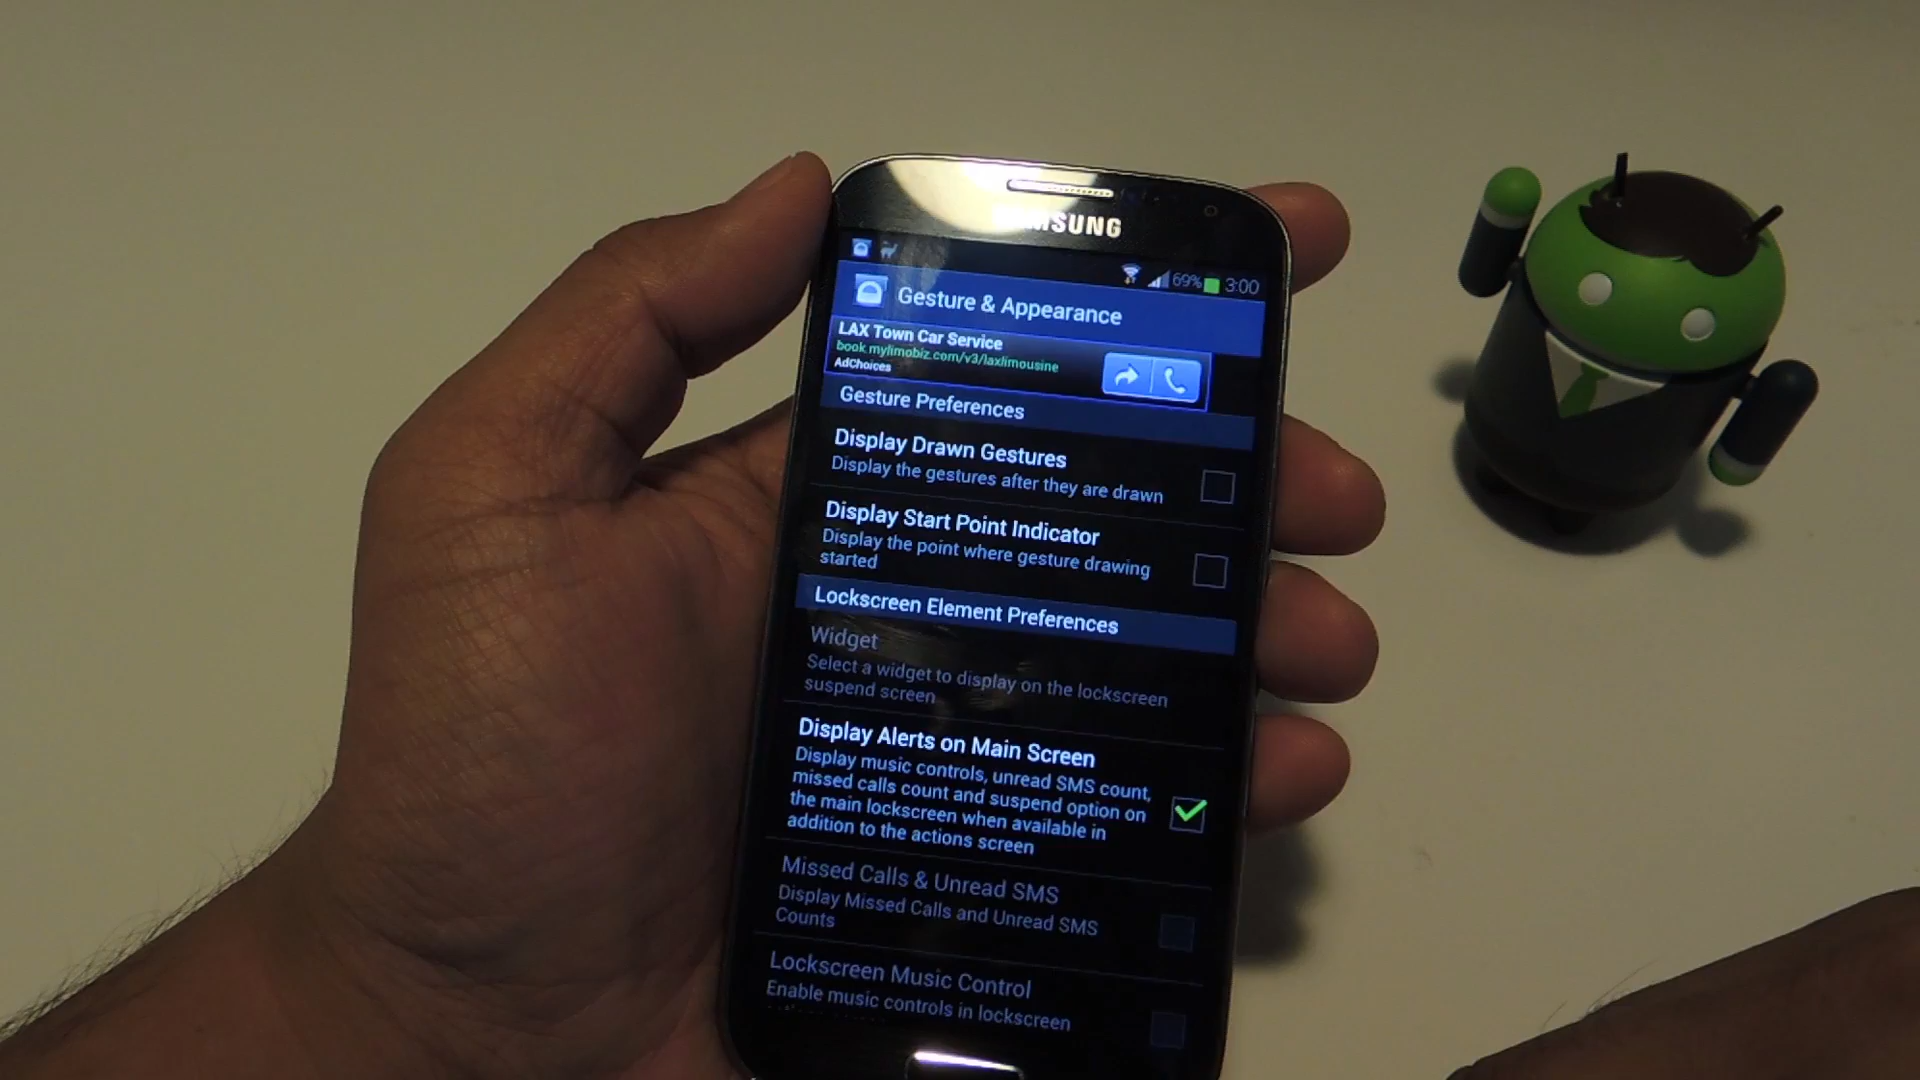 SAMSUNG
69% 3:00
Gesture & Appearance
LAX Town Car Service
book.mylimobiz.com/v3/laxlimousine
AdChoices
Gesture Preferences
Display Drawn Gestures
Display the gestures after they are drawn
Display Start Point Indicator
Display the point where gesture drawing
started
Lockscreen Element Preferences
Widget
Select a widget to display on the lockscreen
suspend screen
Display Alerts on Main Screen
Display music controls, unread SMS count,
missed calls count and suspend option on
the main lockscreen when available in
addition to the actions screen
Missed Calls & Unread SMS
Display Missed Calls and Unread SMS
Counts
Lockscreen Music Control
Enable music controls in lockscreen